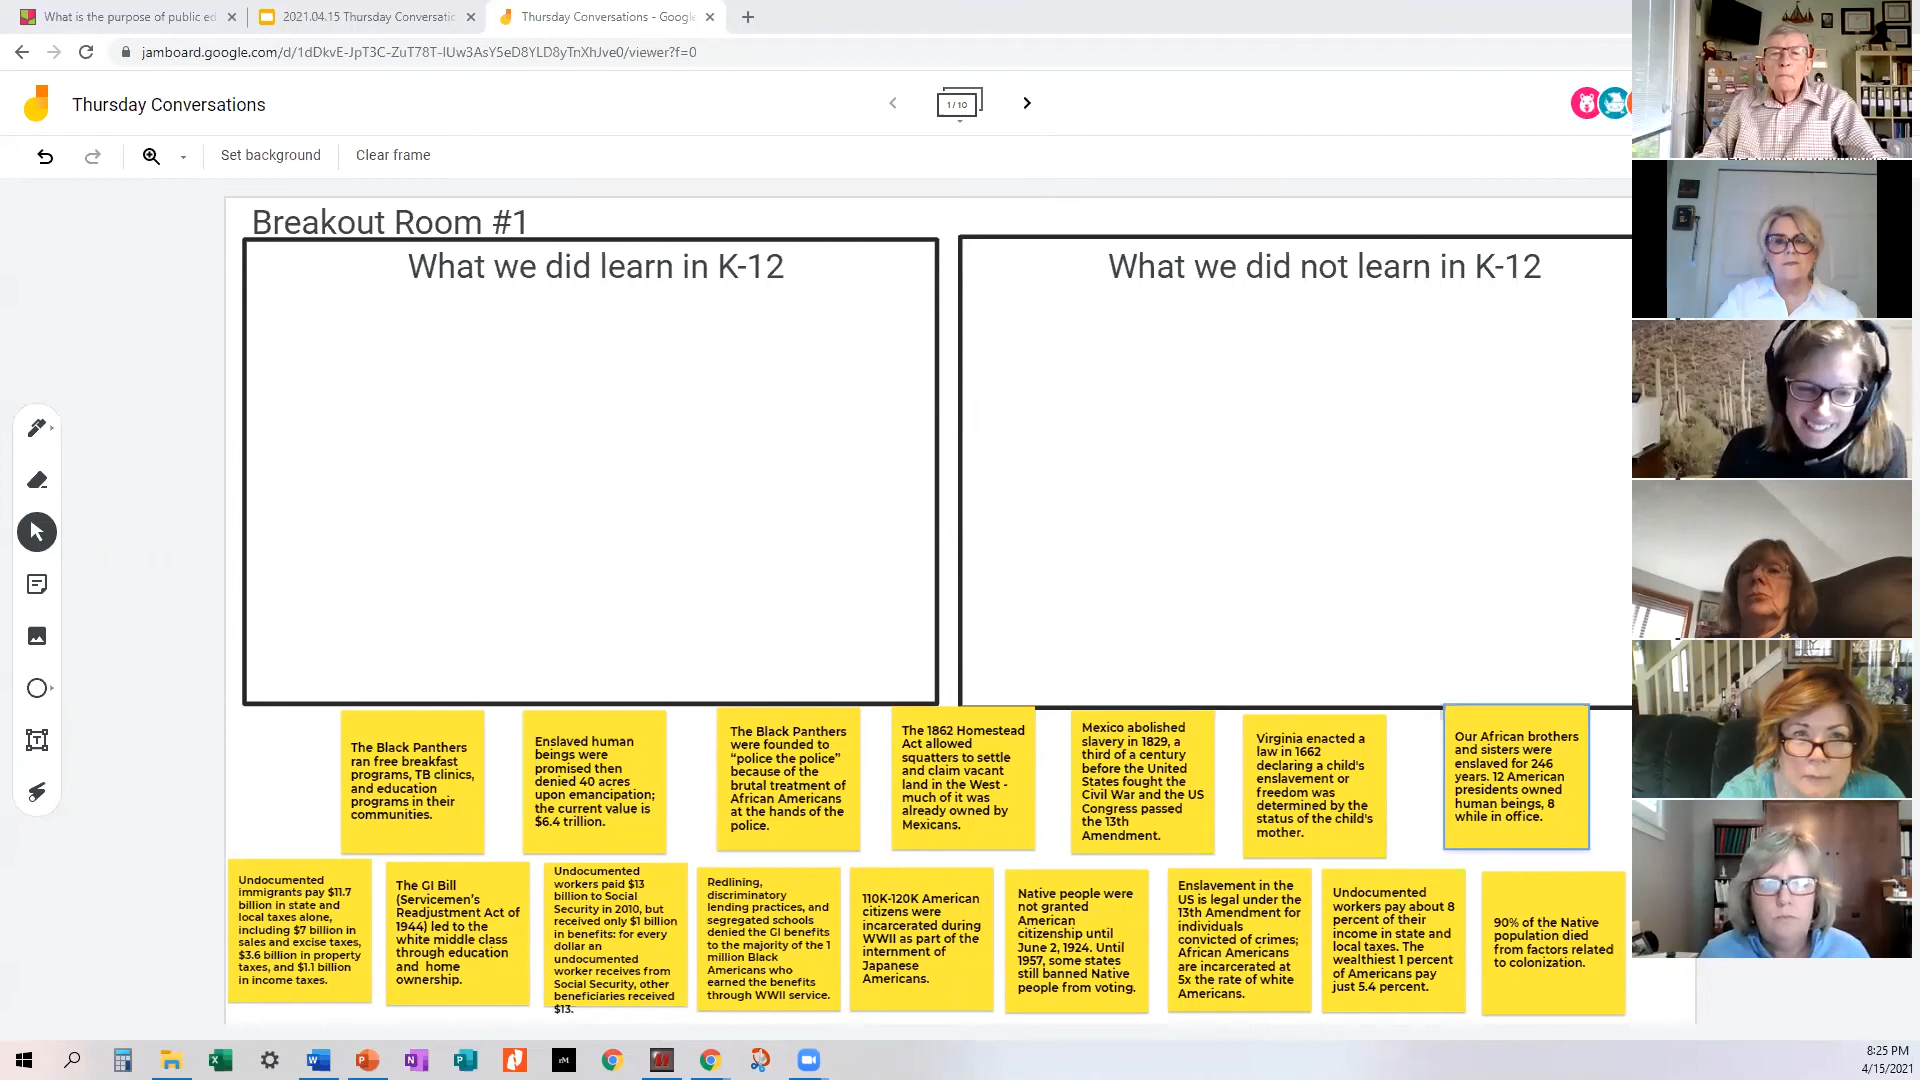 What is the purpose of public ed
2021.04.15 Thursday Conversatio
Thursday Conversations - Google
jamboard.google.com/d/1dDkvE-JpT3C-ZuT78T-IUw3AsY5eD8YLD8yTnXhJve0/viewer?f=0
Thursday Conversations
1 / 10
Set background
Clear frame
Breakout Room #1
What we did learn in K-12
What we did not learn in K-12
The Black Panthers
ran free breakfast
programs, TB clinics,
and education
programs in their
communities.
Enslaved human
beings were
promised then
denied 40 acres
upon emancipation;
the current value is
$6.4 trillion.
The Black Panthers
were founded to
“police the police”
because of the
brutal treatment of
African Americans
at the hands of the
police.
The 1862 Homestead
Act allowed
squatters to settle
and claim vacant
land in the West -
much of it was
already owned by
Mexicans.
Mexico abolished
slavery in 1829, a
third of a century
before the United
States fought the
Civil War and the US
Congress passed
the 13th
Amendment.
Virginia enacted a
law in 1662
declaring a child's
enslavement or
freedom was
determined by the
status of the child's
mother.
Our African brothers
and sisters were
enslaved for 246
years. 12 American
presidents owned
human beings, 8
while in office.
Undocumented
immigrants pay $11.7
billion in state and
local taxes alone,
including $7 billion in
sales and excise taxes,
$3.6 billion in property
taxes, and $1.1 billion
in income taxes.
The GI Bill
(Servicemen’s
Readjustment Act of
1944) led to the
white middle class
through education
and home
ownership.
Undocumented
workers paid $13
billion to Social
Security in 2010, but
received only $1 billion
in benefits: for every
dollar an
undocumented
worker receives from
Social Security, other
beneficiaries received
$13.
Redlining,
discriminatory
lending practices, and
segregated schools
denied the GI benefits
to the majority of the 1
million Black
Americans who
earned the benefits
through WWII service.
110K-120K American
citizens were
incarcerated during
WWII as part of the
internment of
Japanese
Americans.
Native people were
not granted
American
citizenship until
June 2, 1924. Until
1957, some states
still banned Native
people from voting.
Enslavement in the
US is legal under the
13th Amendment for
individuals
convicted of crimes;
African Americans
are incarcerated at
5x the rate of white
Americans.
Undocumented
workers pay about 8
percent of their
income in state and
local taxes. The
wealthiest 1 percent
of Americans pay
just 5.4 percent.
90% of the Native
population died
from factors related
to colonization.
rM
8:25 PM
4/15/2021